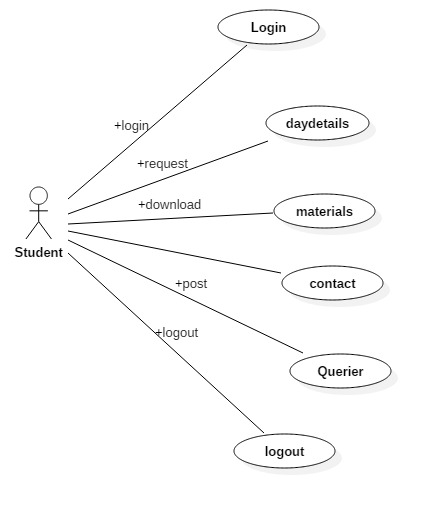 Login
+login
daydetails
+request
+download
materials
Student
contact
+post
+logout
Querier
logout